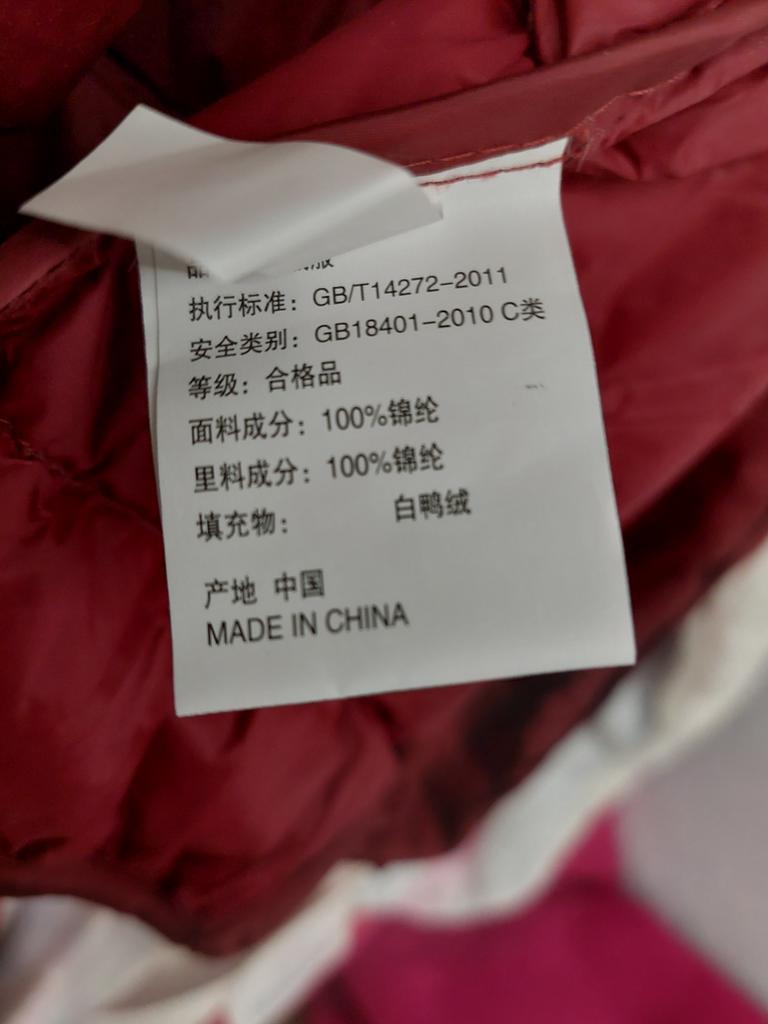 执行标准：GB/T14272-2011
安全类别：GB18401-2010 C类
等级：合格品
面料成分：100%锦纶
里料成分：100%锦纶
填充物： 白鸭绒
产地 中国
MADE IN CHINA